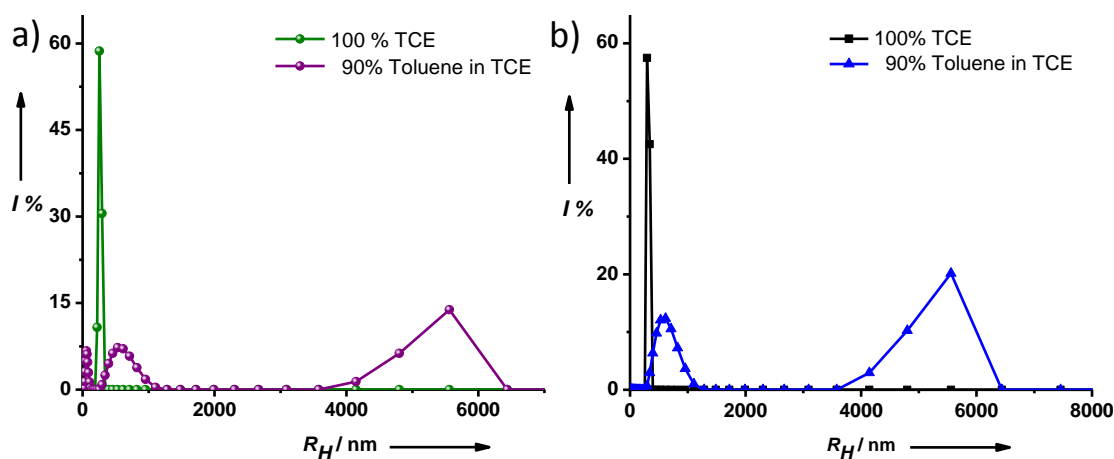 a)
100 % TCE
90% Toluene in TCE
60
45
30
15
0
I %
0 2000 4000 6000
R_H / nm
b)
100% TCE
90% Toluene in TCE
60
40
20
0
I %
0 2000 4000 6000 8000
R_H / nm